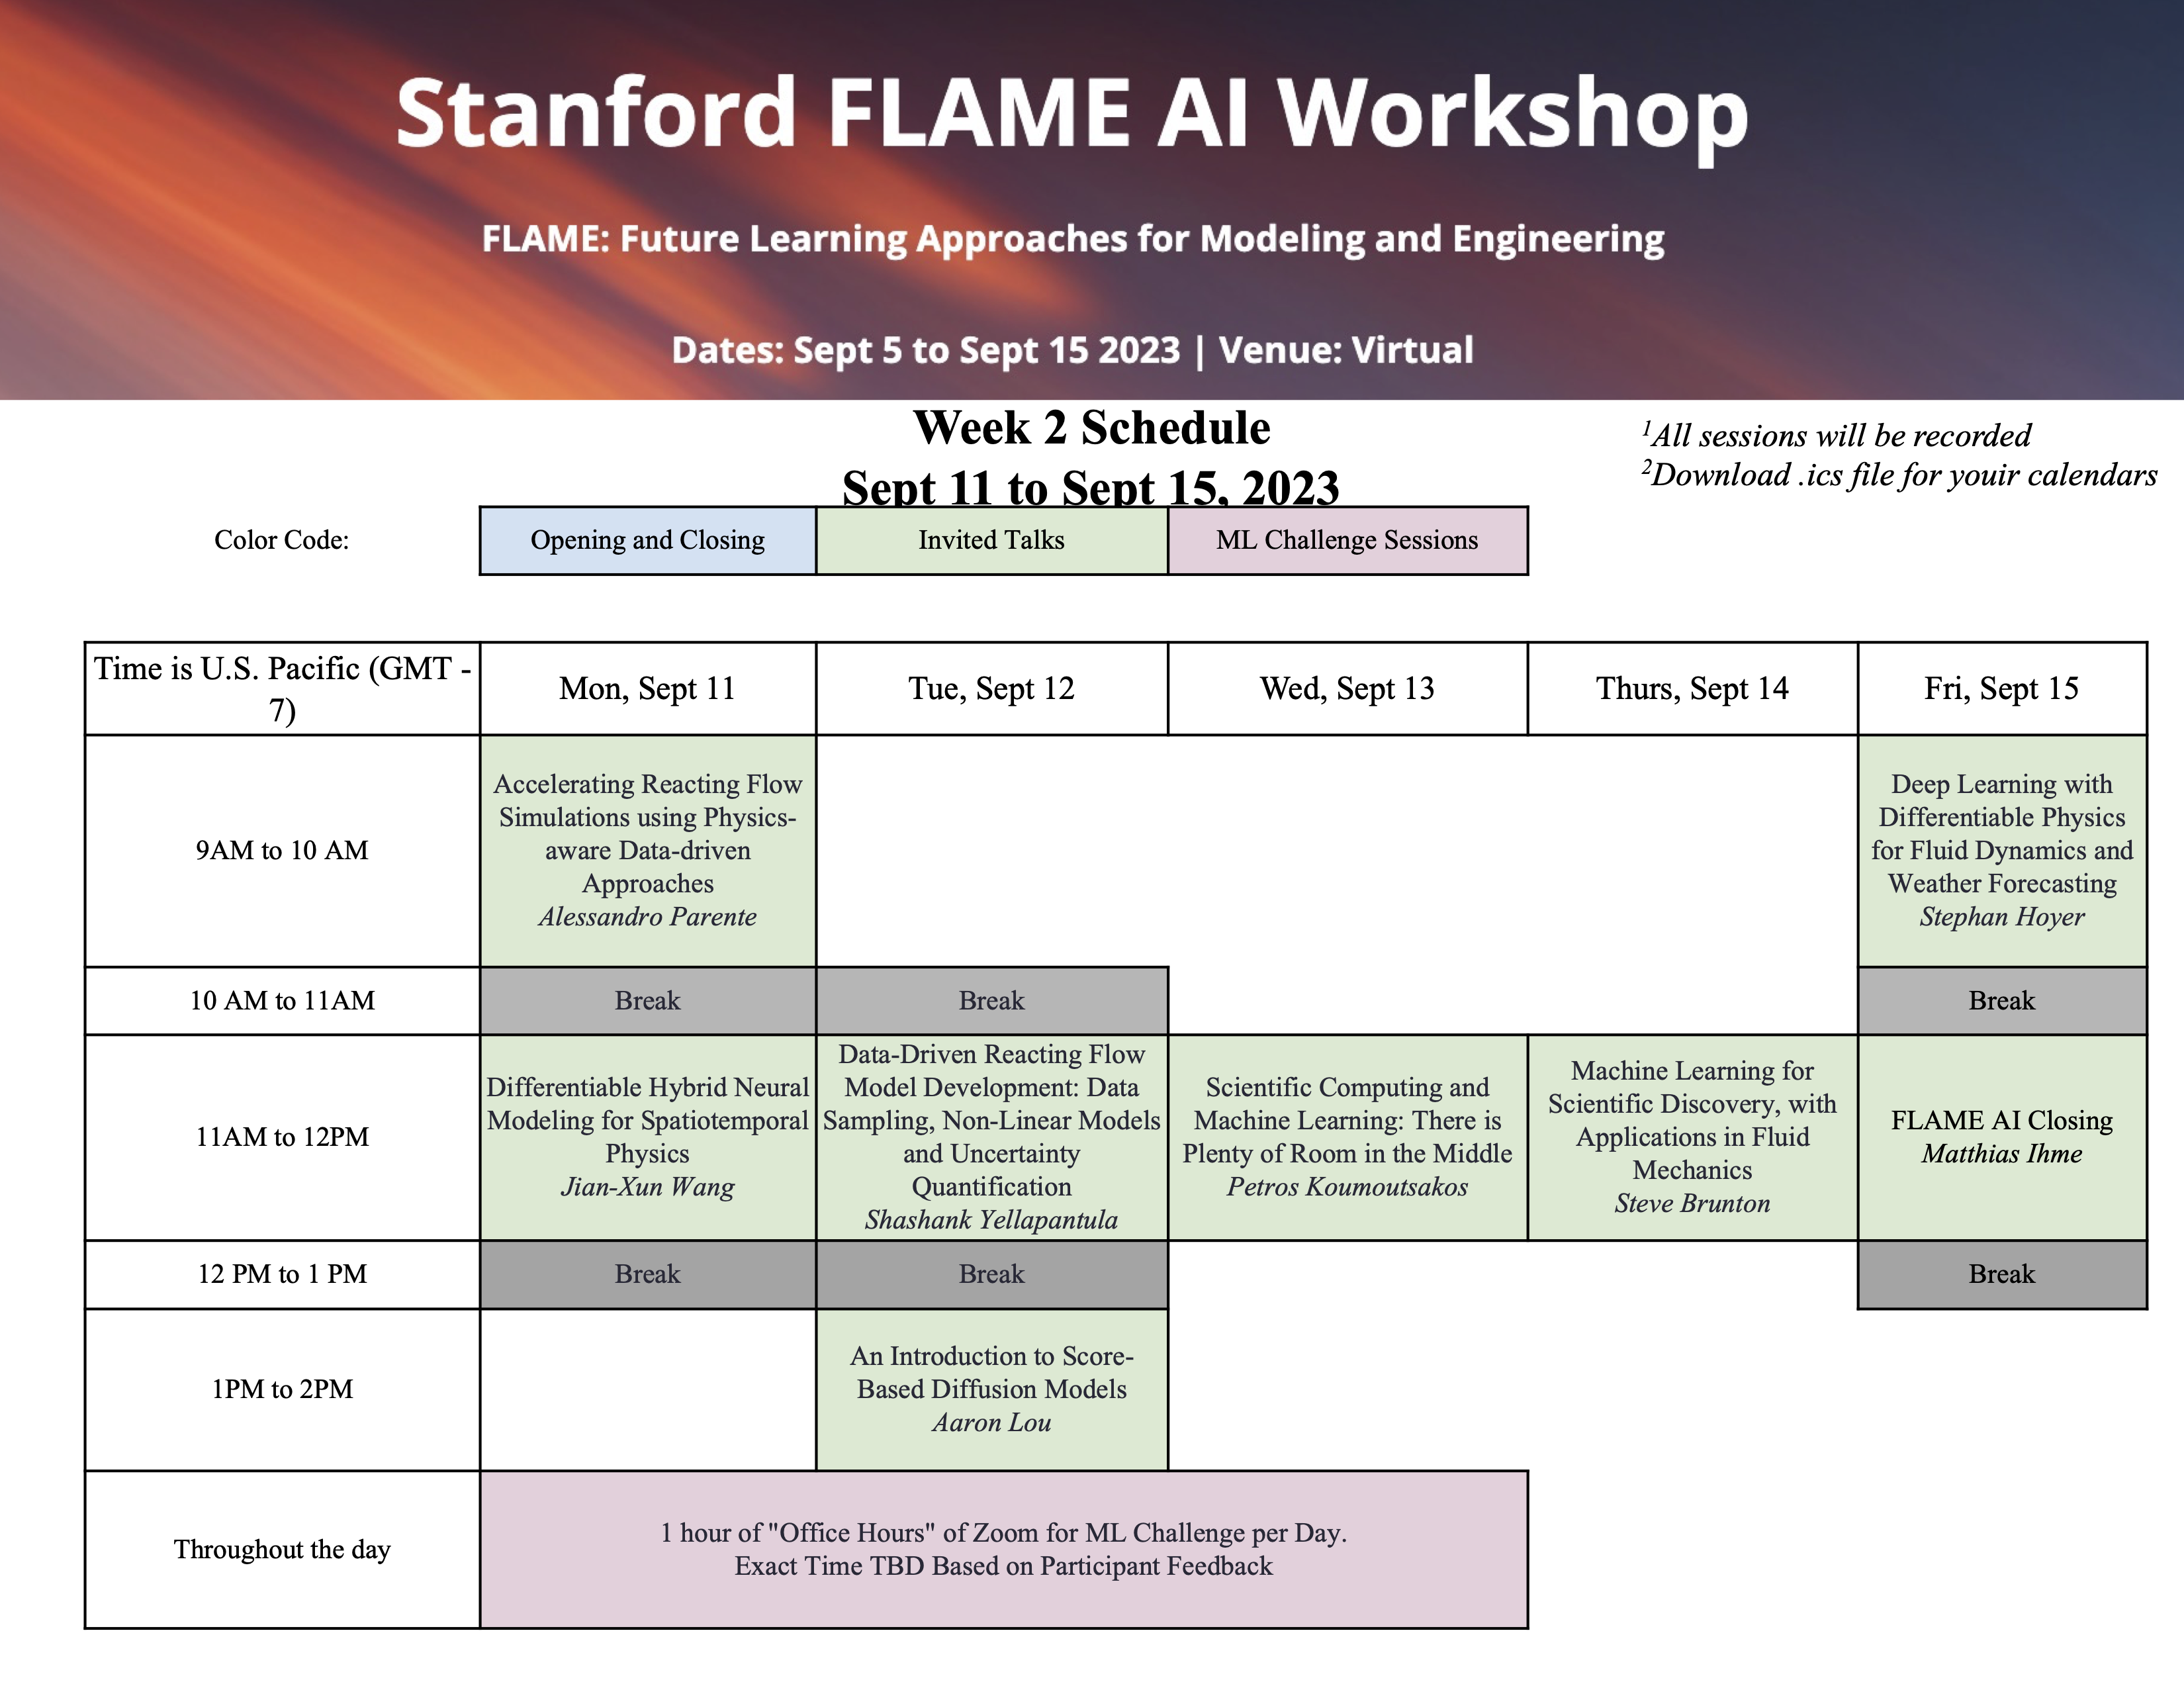 Stanford FLAME AI Workshop
FLAME: Future Learning Approaches for Modeling and Engineering
Dates: Sept 5 to Sept 15 2023 | Venue: Virtual
Week 2 Schedule
Sept 11 to Sept 15, 2023
¹All sessions will be recorded
²Download .ics file for youir calendars
Color Code:
Opening and Closing
Invited Talks
ML Challenge Sessions
Time is U.S. Pacific (GMT -
7)
Mon, Sept 11
Tue, Sept 12
Wed, Sept 13
Thurs, Sept 14
Fri, Sept 15
9AM to 10 AM
Accelerating Reacting Flow
Simulations using Physics-
aware Data-driven
Approaches
Alessandro Parente
Deep Learning with
Differentiable Physics
for Fluid Dynamics and
Weather Forecasting
Stephan Hoyer
10 AM to 11AM
Break
Break
Break
11AM to 12PM
Differentiable Hybrid Neural
Modeling for Spatiotemporal
Physics
Jian-Xun Wang
Data-Driven Reacting Flow
Model Development: Data
Sampling, Non-Linear Models
and Uncertainty
Quantification
Shashank Yellapantula
Scientific Computing and
Machine Learning: There is
Plenty of Room in the Middle
Petros Koumoutsakos
Machine Learning for
Scientific Discovery, with
Applications in Fluid
Mechanics
Steve Brunton
FLAME AI Closing
Matthias Ihme
12 PM to 1 PM
Break
Break
Break
1PM to 2PM
An Introduction to Score-
Based Diffusion Models
Aaron Lou
Throughout the day
1 hour of "Office Hours" of Zoom for ML Challenge per Day.
Exact Time TBD Based on Participant Feedback